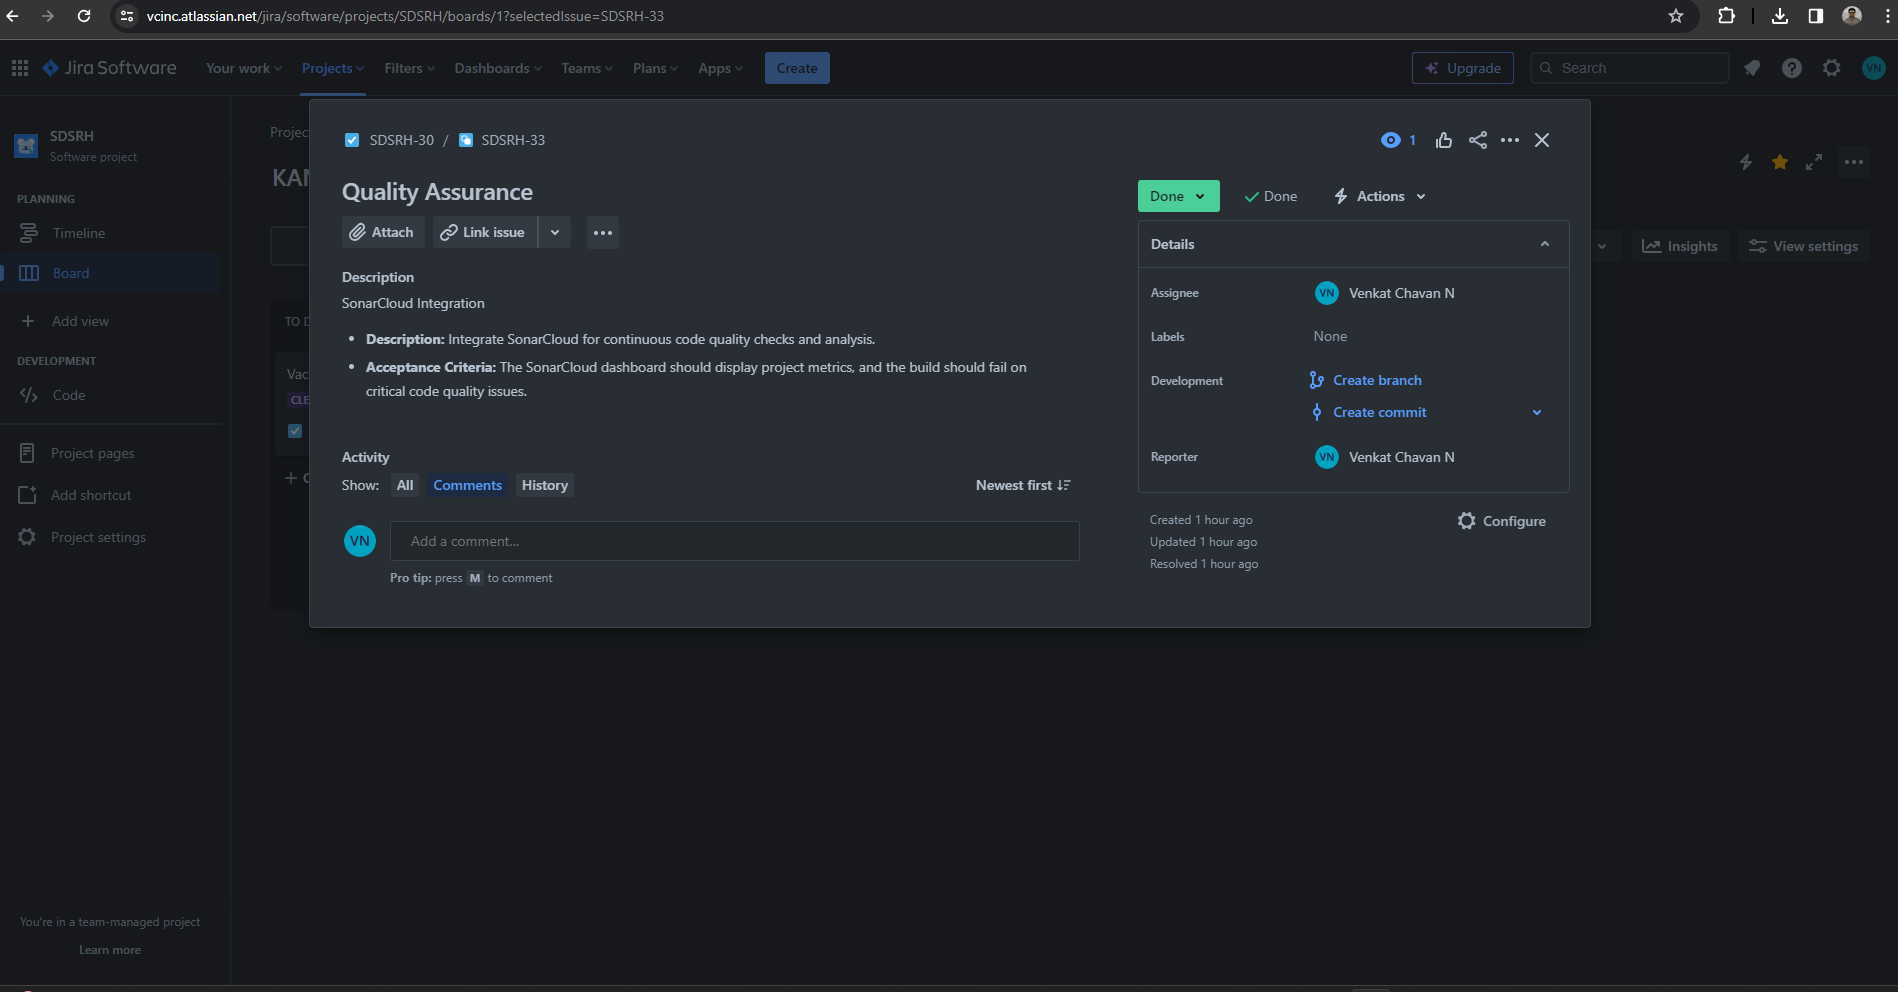 vcinc.atlassian.net/jira/software/projects/SDSRH/boards/1?selectedIssue=SDSRH-33
Jira Software Your work Projects Filters Dashboards Teams Plans Apps Create Upgrade Search VN
SDSRH
Software project
PLANNING
Timeline
Board
Add view
DEVELOPMENT
Code
Project pages
Add shortcut
Project settings
You're in a team-managed project
Learn more
Projec
KAN
TO D
Vac
CLE
Insights View settings
SDSRH-30 / SDSRH-33
1
Quality Assurance
Attach Link issue
Description
SonarCloud Integration
• Description: Integrate SonarCloud for continuous code quality checks and analysis.
• Acceptance Criteria: The SonarCloud dashboard should display project metrics, and the build should fail on
critical code quality issues.
Activity
Show: All Comments History Newest first
VN Add a comment...
Pro tip: press M to comment
Done Done Actions
Details
Assignee VN Venkat Chavan N
Labels None
Development Create branch
Create commit
Reporter VN Venkat Chavan N
Created 1 hour ago Configure
Updated 1 hour ago
Resolved 1 hour ago